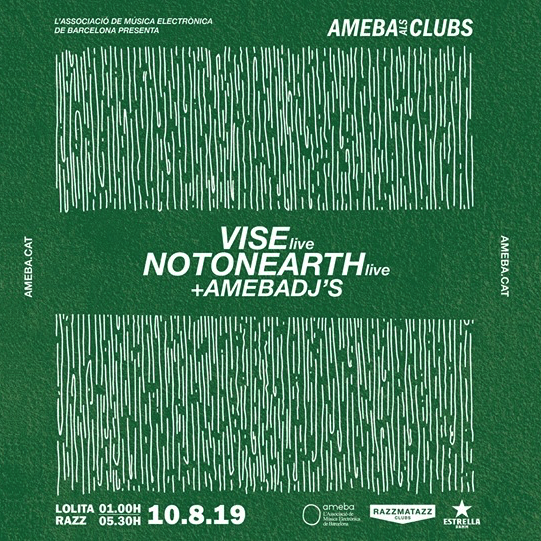 L'ASSOCIACIÓ DE MÚSICA ELECTRÒNICA
DE BARCELONA PRESENTA
AMEBA ALS CLUBS
AMEBA.CAT
VISE live
NOTONEARTH live
+AMEBADJ'S
AMEBA.CAT
LOLITA 01.00H
RAZZ 05.30H
10.8.19
ameba
L'Associació de
Música Electrònica
de Barcelona
RAZZMATAZZ
CLUBS
ESTRELLA
DAMM